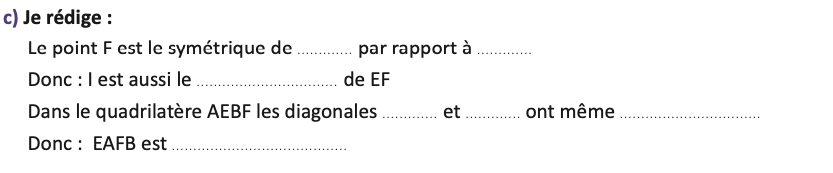 c) Je rédige :
Le point F est le symétrique de ............. par rapport à .............
Donc : I est aussi le ................................. de EF
Dans le quadrilatère AEBF les diagonales ............. et ............. ont même .................................
Donc : EAFB est .........................................